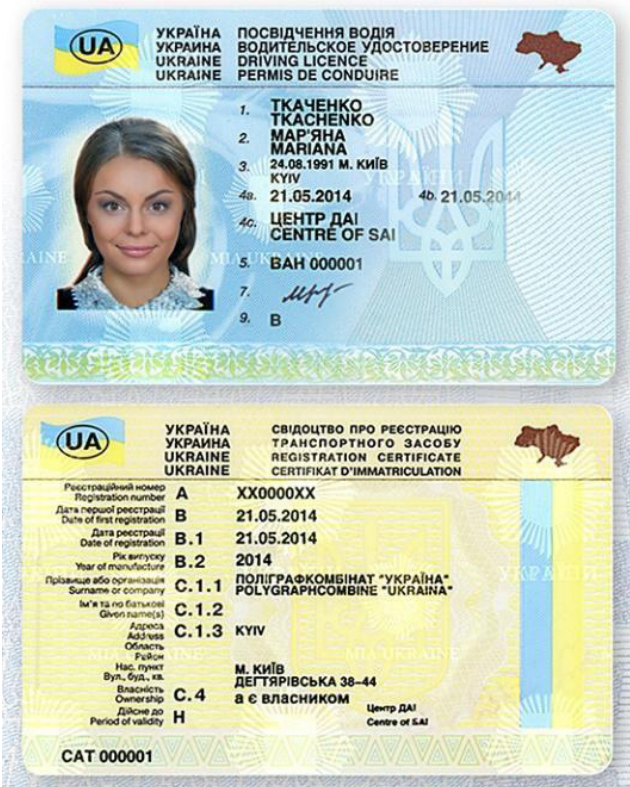 UA
УКРАЇНА ПОСВІДЧЕННЯ ВОДІЯ
УКРАИНА ВОДИТЕЛЬСКОЕ УДОСТОВЕРЕНИЕ
UKRAINE DRIVING LICENCE
UKRAINE PERMIS DE CONDUIRE
1. ТКАЧЕНКО
TKACHENKO
2. МАР'ЯНА
MARIANA
3. 24.08.1991 М. КИЇВ
KYIV
4a. 21.05.2014 4b. 21.05.2044
4c. ЦЕНТР ДАІ
CENTRE OF SAI
5. ВАН 000001
7.
9. B
MIA UKRAINE
UA
УКРАЇНА СВІДОЦТВО ПРО РЕЄСТРАЦІЮ
УКРАИНА ТРАНСПОРТНОГО ЗАСОБУ
UKRAINE REGISTRATION CERTIFICATE
UKRAINE CERTIFIKAT D'IMMATRICULATION
Реєстраційний номер
Registration number A XX0000XX
Дата першої реєстрації
Date of first registration B 21.05.2014
Дата реєстрації
Date of registration B.1 21.05.2014
Рік випуску
Year of manufacture B.2 2014
Прізвище або організація
Surname or company C.1.1 ПОЛІГРАФКОМБІНАТ "УКРАЇНА"
POLYGRAPHCOMBINE "UKRAINA"
Ім'я та по батькові
Given name(s) C.1.2
Адреса
Address C.1.3 KYIV
Область
Район
Нас. пункт М. КИЇВ
Вул., буд., кв. ДЕГТЯРІВСЬКА 38–44
Власність
Ownership C.4 а є власником
Дійсне до
Period of validity H
Центр ДАІ
Centre of SAI
MIA UKRAINE
УКРАЇНИ
CAT 000001